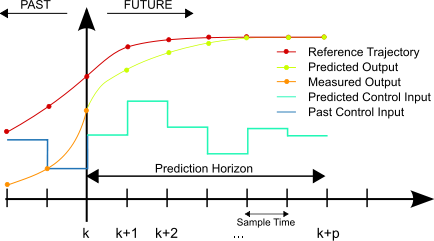 PAST
FUTURE
Reference Trajectory
Predicted Output
Measured Output
Predicted Control Input
Past Control Input
Prediction Horizon
Sample Time
k
k+1
k+2
...
k+p